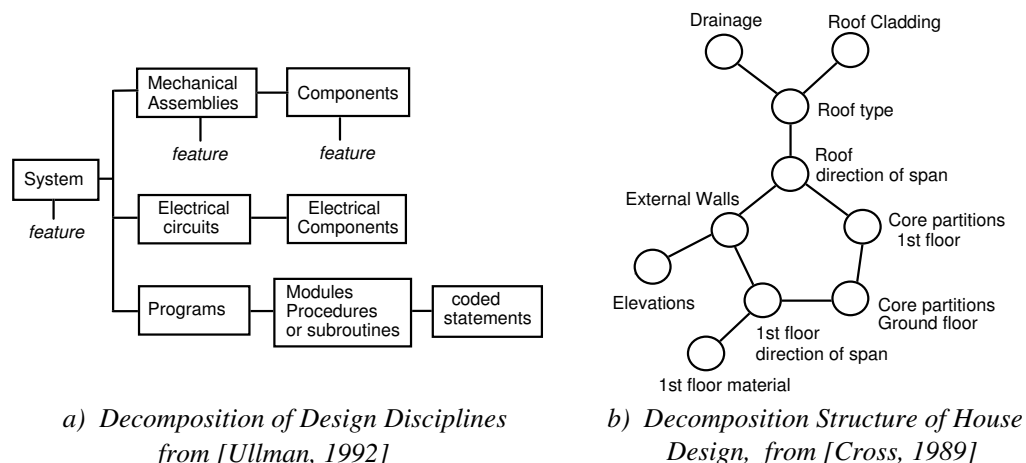 Mechanical
Assemblies
Components
feature
feature
System
feature
Electrical
circuits
Electrical
Components
Programs
Modules
Procedures
or subroutines
coded
statements
a) Decomposition of Design Disciplines
from [Ullman, 1992]
Drainage
Roof Cladding
Roof type
Roof
direction of span
External Walls
Core partitions
1st floor
Elevations
Core partitions
Ground floor
1st floor
direction of span
1st floor material
b) Decomposition Structure of House
Design, from [Cross, 1989]